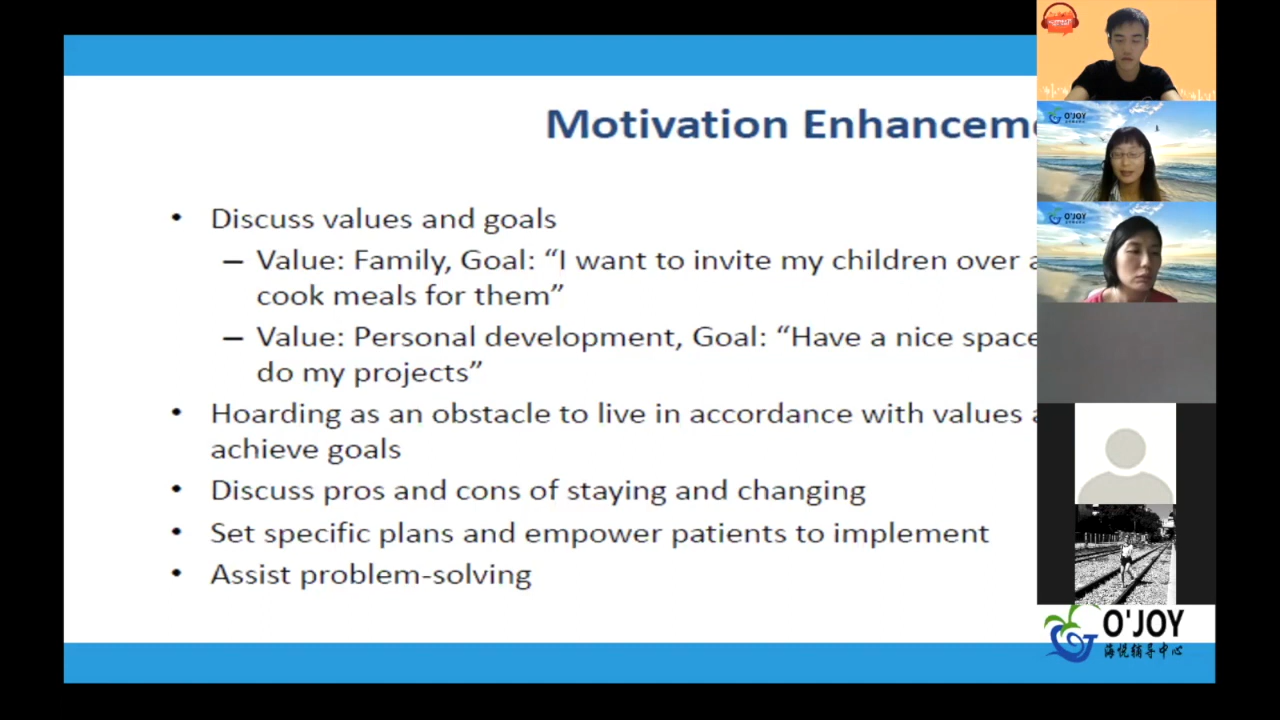 Motivation Enhanceme
• Discuss values and goals
– Value: Family, Goal: “I want to invite my children over a
cook meals for them”
– Value: Personal development, Goal: “Have a nice space
do my projects”
• Hoarding as an obstacle to live in accordance with values a
achieve goals
• Discuss pros and cons of staying and changing
• Set specific plans and empower patients to implement
• Assist problem-solving
O'JOY
O'JOY
O'JOY
海悦辅导中心